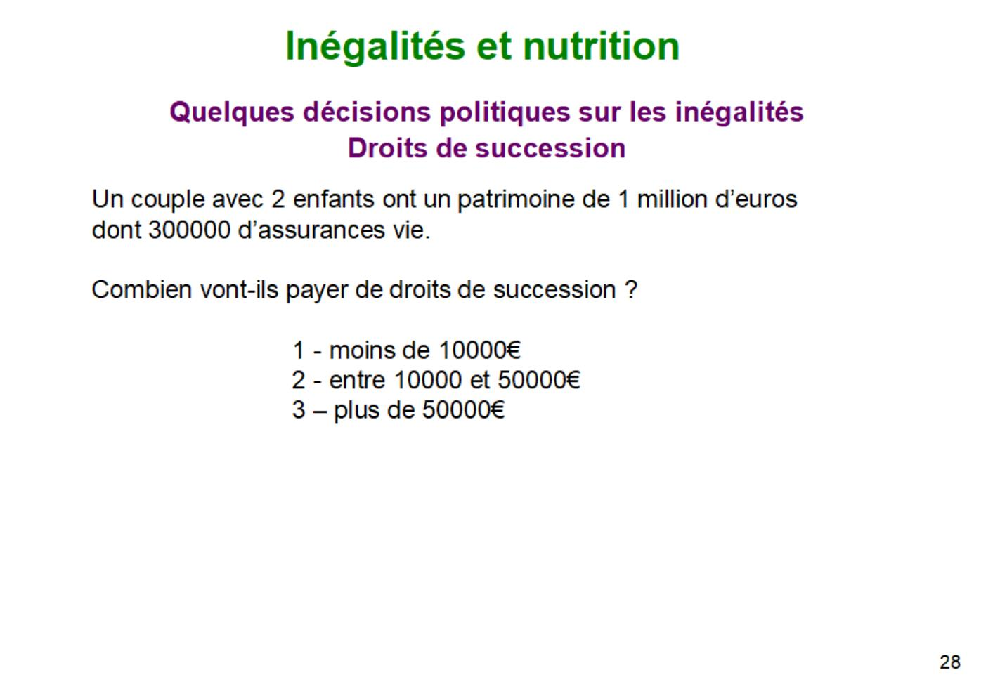 Inégalités et nutrition
Quelques décisions politiques sur les inégalités
Droits de succession
Un couple avec 2 enfants ont un patrimoine de 1 million d’euros
dont 300000 d’assurances vie.
Combien vont-ils payer de droits de succession ?
1 - moins de 10000€
2 - entre 10000 et 50000€
3 – plus de 50000€
28